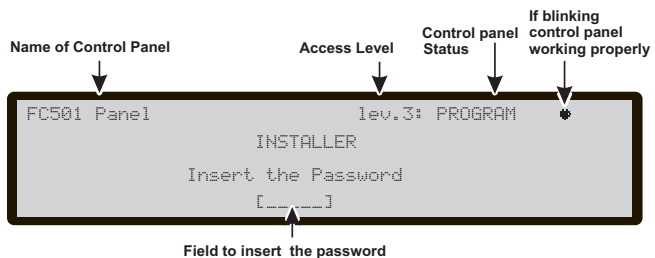 Name of Control Panel
Access Level
Control panel
Status
If blinking
control panel
working properly
FC501 Panel lev.3: PROGRAM
INSTALLER
Insert the Password
[_____]
Field to insert the password